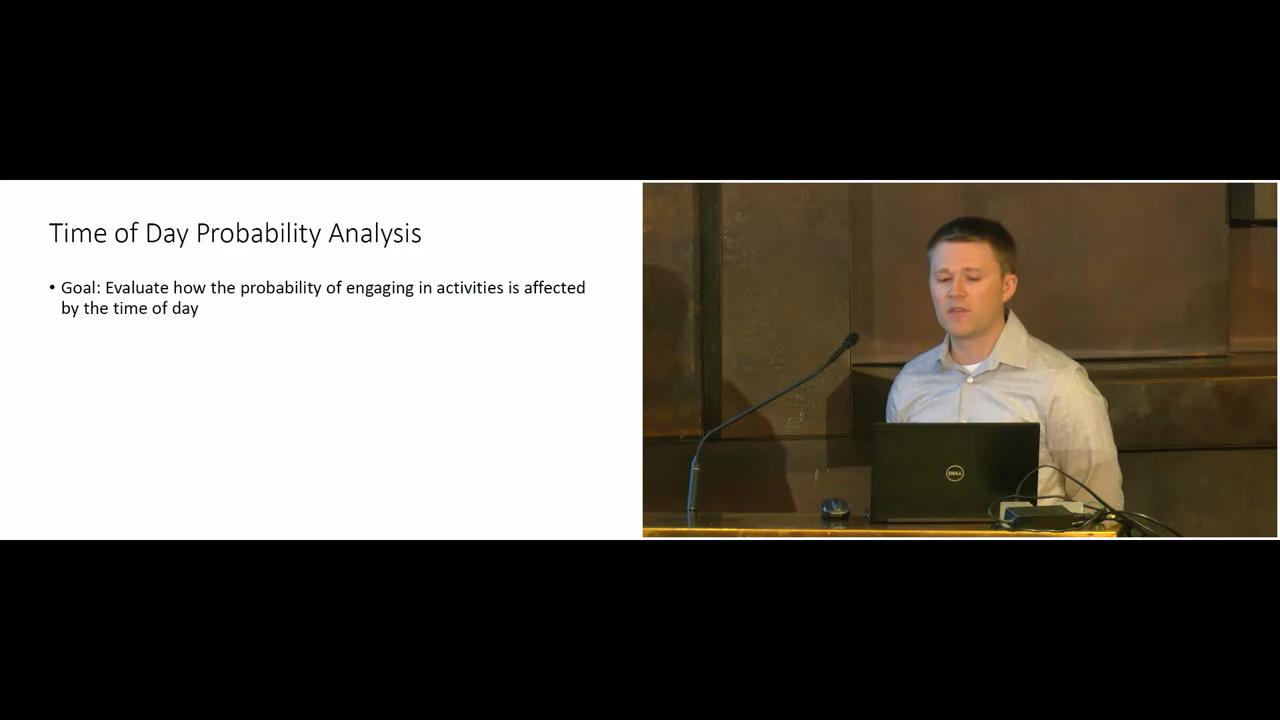 Time of Day Probability Analysis
• Goal: Evaluate how the probability of engaging in activities is affected
by the time of day
DELL